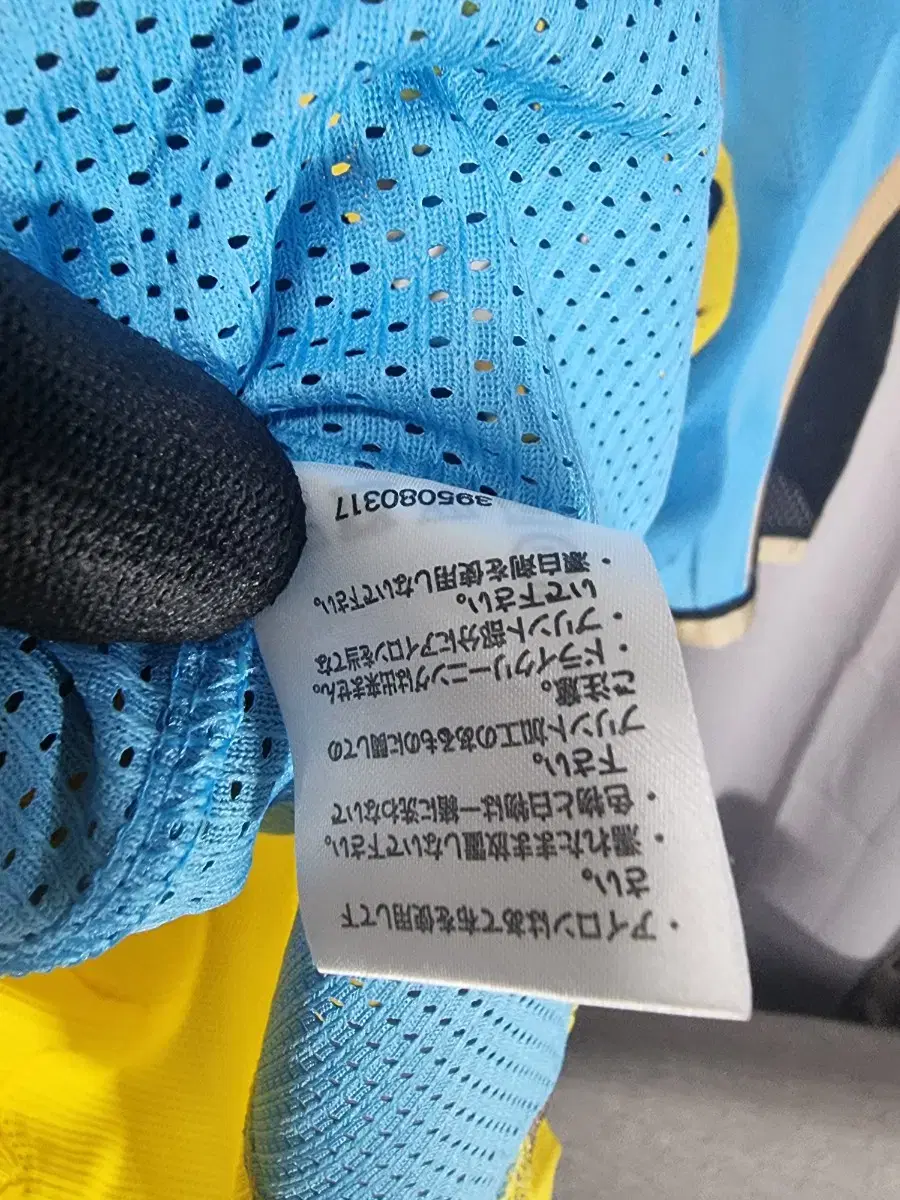 ・アイロンはあて布を使用して下
さい。
・濡れたまま放置しないで下さい。
・色物と白物は一緒に洗わないで
下さい。
プリント加工のあるものに関しての
ご注意。
・ドライクリーニングは出来ません。
・プリント部分にアイロンを当てな
いで下さい。
・漂白剤を使用しないで下さい。
395080317